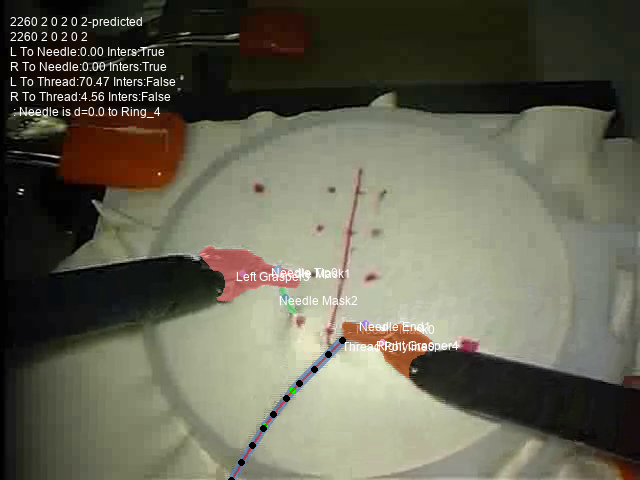 2260 2 0 2 0 2-predicted
2260 2 0 2 0 2
L To Needle:0.00 Inters:True
R To Needle:0.00 Inters:True
L To Thread:70.47 Inters:False
R To Thread:4.56 Inters:False
: Needle is d=0.0 to Ring_4
Left Grasper
Needle Mask2
Needle End
Right Grasper4